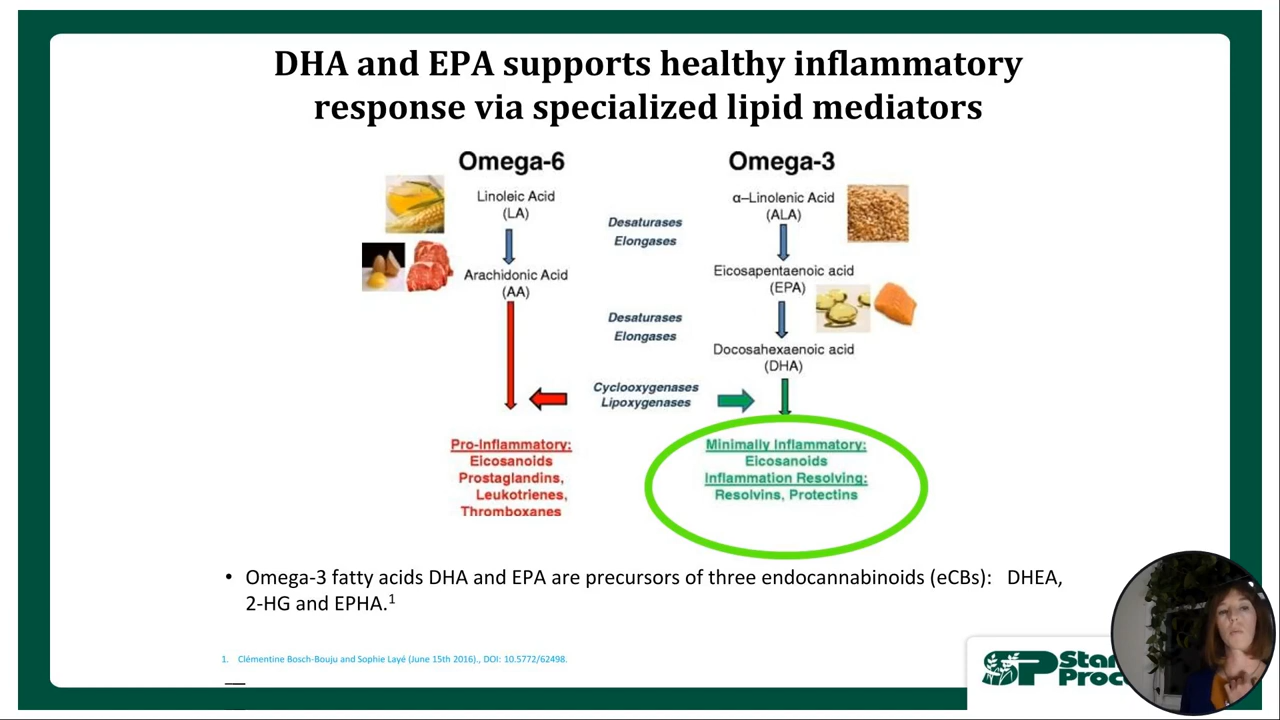 DHA and EPA supports healthy inflammatory
response via specialized lipid mediators
Omega-6
Omega-3
Linoleic Acid
(LA)
α–Linolenic Acid
(ALA)
Desaturases
Elongases
Arachidonic Acid
(AA)
Eicosapentaenoic acid
(EPA)
Desaturases
Elongases
Docosahexaenoic acid
(DHA)
Cyclooxygenases
Lipoxygenases
Pro-Inflammatory:
Eicosanoids
Prostaglandins,
Leukotrienes,
Thromboxanes
Minimally Inflammatory:
Eicosanoids
Inflammation Resolving:
Resolvins, Protectins
• Omega-3 fatty acids DHA and EPA are precursors of three endocannabinoids (eCBs): DHEA,
2-HG and EPHA.1
1. Clémentine Bosch-Bouju and Sophie Layé (June 15th 2016)., DOI: 10.5772/62498.
SP